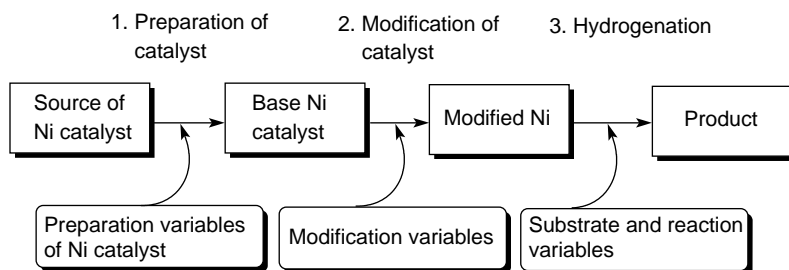 1. Preparation of
catalyst
2. Modification of
catalyst
3. Hydrogenation
Source of
Ni catalyst
Base Ni
catalyst
Modified Ni
Product
Preparation variables
of Ni catalyst
Modification variables
Substrate and reaction
variables